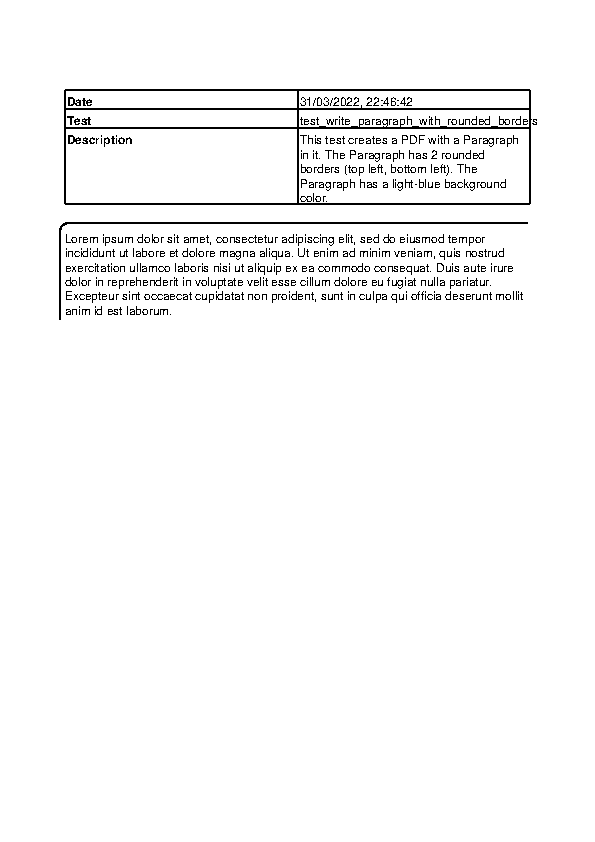 Date 31/03/2022, 22:46:42
Test test_write_paragraph_with_rounded_borders
Description This test creates a PDF with a Paragraph
in it. The Paragraph has 2 rounded
borders (top left, bottom left). The
Paragraph has a light-blue background
color.
Lorem ipsum dolor sit amet, consectetur adipiscing elit, sed do eiusmod tempor
incididunt ut labore et dolore magna aliqua. Ut enim ad minim veniam, quis nostrud
exercitation ullamco laboris nisi ut aliquip ex ea commodo consequat. Duis aute irure
dolor in reprehenderit in voluptate velit esse cillum dolore eu fugiat nulla pariatur.
Excepteur sint occaecat cupidatat non proident, sunt in culpa qui officia deserunt mollit
anim id est laborum.